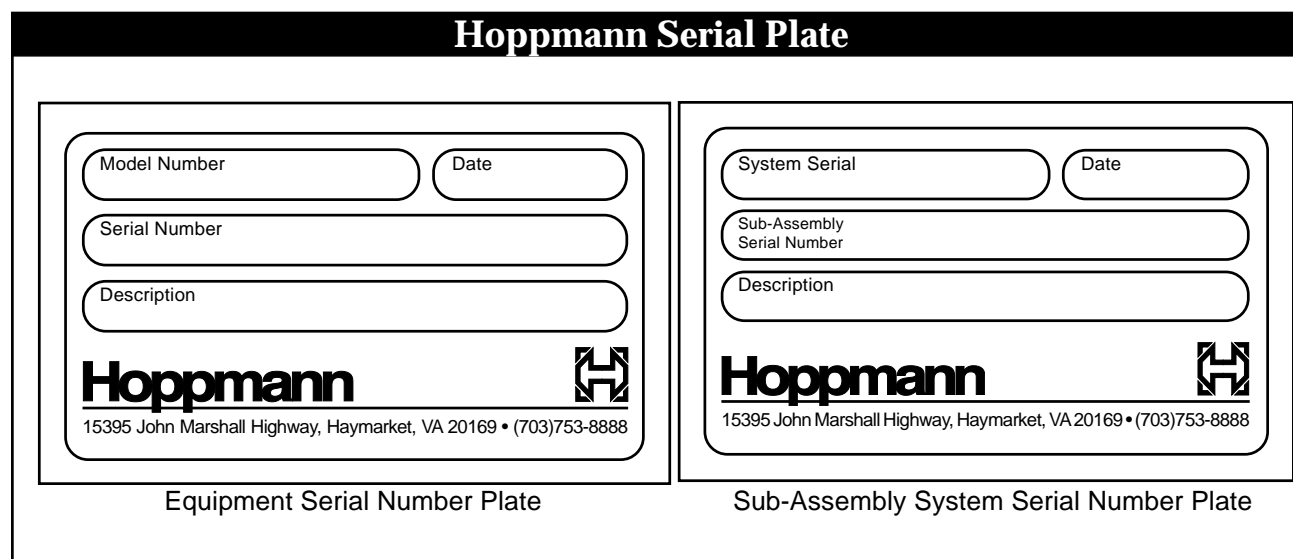 Hoppmann Serial Plate
Model Number
Date
Serial Number
Description
Hoppmann
15395 John Marshall Highway, Haymarket, VA 20169 • (703)753-8888
Equipment Serial Number Plate
System Serial
Date
Sub-Assembly
Serial Number
Description
Hoppmann
15395 John Marshall Highway, Haymarket, VA 20169 • (703)753-8888
Sub-Assembly System Serial Number Plate